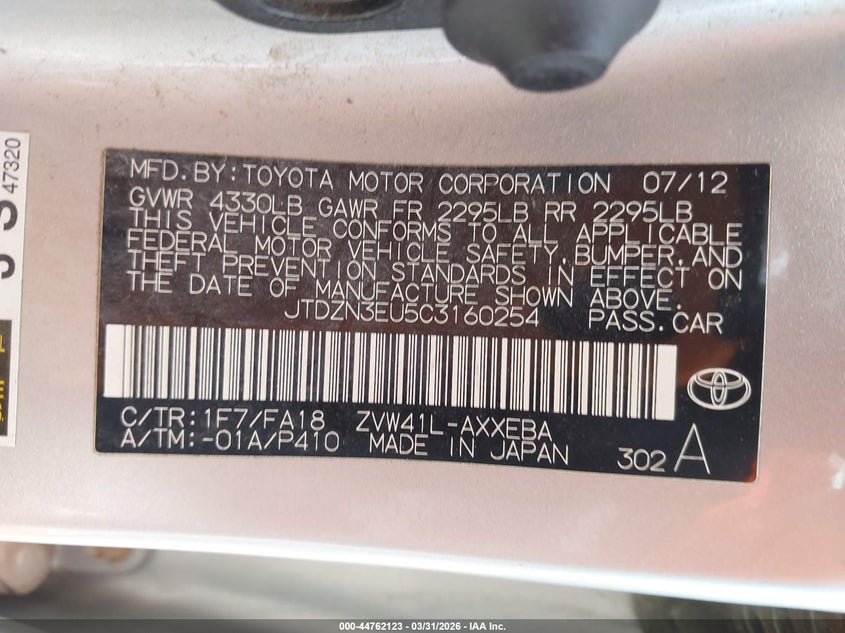 MFD.BY:TOYOTA MOTOR CORPORATION 07/12
GVWR 4330LB GAWR FR 2295LB RR 2295LB
THIS VEHICLE CONFORMS TO ALL APPLICABLE
FEDERAL MOTOR VEHICLE SAFETY,BUMPER,AND
THEFT PREVENTION STANDARDS IN EFFECT ON
THE DATE OF MANUFACTURE SHOWN ABOVE.
JTDZN3EU5C3160254 PASS.CAR
C/TR:1F7/FA18 ZVW41L-AXXEBA
A/TM:-01A/P410 MADE IN JAPAN 302 A
47320
000-44762123 - 03/31/2026 - IAA Inc.